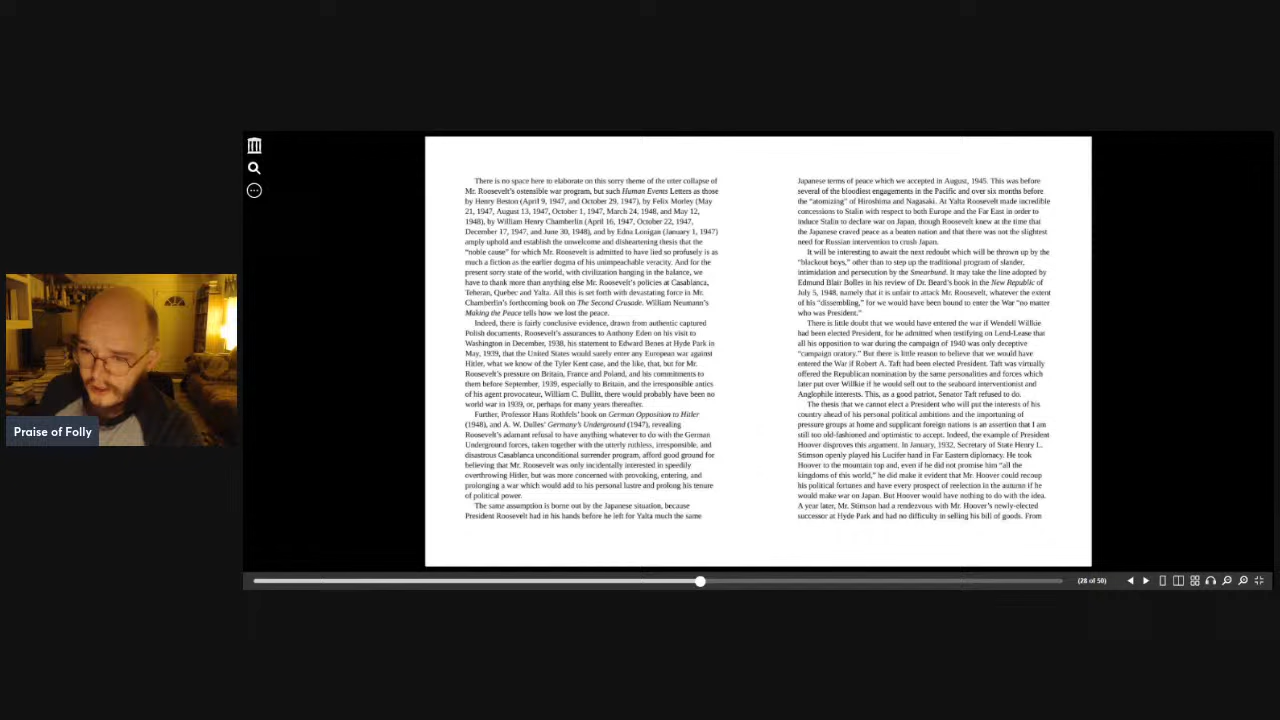 There is no space here to elaborate on this sorry theme of the utter collapse of
Mr. Roosevelt's ostensible war program, but such Human Events Letters as those
by Henry Beston (April 9, 1947, and October 29, 1947), by Felix Morley (May
21, 1947, August 13, 1947, October 1, 1947, March 24, 1948, and May 12,
1948), by William Henry Chamberlin (April 16, 1947, October 22, 1947,
December 17, 1947, and June 30, 1948), and by Edna Lonigan (January 1, 1947)
amply uphold and establish the unwelcome and disheartening thesis that the
“noble cause” for which Mr. Roosevelt is admitted to have lied so profusely is as
much a fiction as the earlier dogma of his unimpeachable veracity. And for the
present sorry state of the world, with civilization hanging in the balance, we
have to thank more than anything else Mr. Roosevelt's policies at Casablanca,
Teheran, Quebec and Yalta. All this is set forth with devastating force in Mr.
Chamberlin's forthcoming book on The Second Crusade. William Neumann's
Making the Peace tells how we lost the peace.
Indeed, there is fairly conclusive evidence, drawn from authentic captured
Polish documents, Roosevelt's assurances to Anthony Eden on his visit to
Washington in December, 1938, his statement to Edward Benes at Hyde Park in
May, 1939, that the United States would surely enter any European war against
Hitler, what we know of the Tyler Kent case, and the like, that, but for Mr.
Roosevelt's pressure on Britain, France and Poland, and his commitments to
them before September, 1939, especially to Britain, and the irresponsible antics
of his agent provocateur, William C. Bullitt, there would probably have been no
world war in 1939, or, perhaps for many years thereafter.
Further, Professor Hans Rothfels' book on German Opposition to Hitler
(1948), and A. W. Dulles' Germany's Underground (1947), revealing
Roosevelt's adamant refusal to have anything whatever to do with the German
Underground forces, taken together with the utterly ruthless, irresponsible, and
disastrous Casablanca unconditional surrender program, afford good ground for
believing that Mr. Roosevelt was only incidentally interested in speedily
overthrowing Hitler, but was more concerned with provoking, entering, and
prolonging a war which would add to his personal lustre and prolong his tenure
of political power.
The same assumption is borne out by the Japanese situation, because
President Roosevelt had in his hands before he left for Yalta much the same
Japanese terms of peace which we accepted in August, 1945. This was before
several of the bloodiest engagements in the Pacific and over six months before
the “atomizing” of Hiroshima and Nagasaki. At Yalta Roosevelt made incredible
concessions to Stalin with respect to both Europe and the Far East in order to
induce Stalin to declare war on Japan, though Roosevelt knew at the time that
the Japanese craved peace as a beaten nation and that there was not the slightest
need for Russian intervention to crush Japan.
It will be interesting to await the next redoubt which will be thrown up by the
“blackout boys,” other than to step up the traditional program of slander,
intimidation and persecution by the Smearbund. It may take the line adopted by
Edmund Blair Bolles in his review of Dr. Beard's book in the New Republic of
July 5, 1948, namely that it is unfair to attack Mr. Roosevelt, whatever the extent
of his “dissembling,” for we would have been bound to enter the War “no matter
who was President.”
There is little doubt that we would have entered the war if Wendell Willkie
had been elected President, for he admitted when testifying on Lend-Lease that
all his opposition to war during the campaign of 1940 was only deceptive
“campaign oratory.” But there is little reason to believe that we would have
entered the War if Robert A. Taft had been elected President. Taft was virtually
offered the Republican nomination by the same personalities and forces which
later put over Willkie if he would sell out to the seaboard interventionist and
Anglophile interests. This, as a good patriot, Senator Taft refused to do.
The thesis that we cannot elect a President who will put the interests of his
country ahead of his personal political ambitions and the importuning of
pressure groups at home and supplicant foreign nations is an assertion that I am
still too old-fashioned and optimistic to accept. Indeed, the example of President
Hoover disproves this argument. In January, 1932, Secretary of State Henry L.
Stimson openly played his Lucifer hand in Far Eastern diplomacy. He took
Hoover to the mountain top and, even if he did not promise him “all the
kingdoms of this world,” he did make it evident that Mr. Hoover could recoup
his political fortunes and have every prospect of reelection in the autumn if he
would make war on Japan. But Hoover would have nothing to do with the idea.
A year later, Mr. Stimson had a rendezvous with Mr. Hoover's newly-elected
successor at Hyde Park and had no difficulty in selling his bill of goods. From
Praise of Folly
(28 of 50)